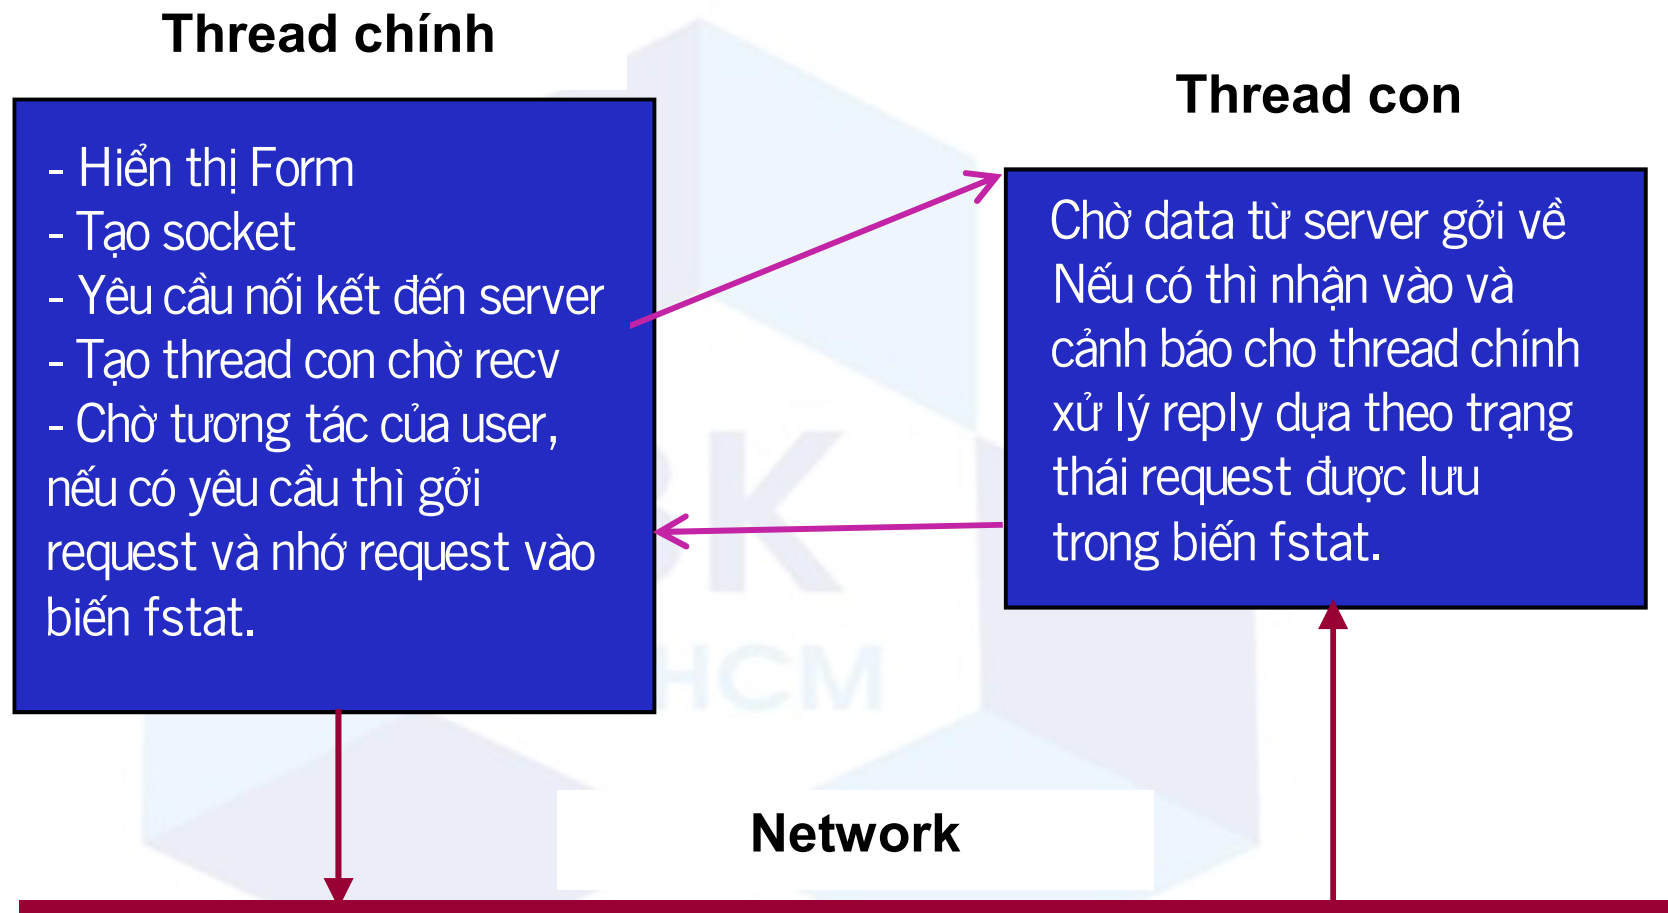 Thread chính
- Hiển thị Form
- Tạo socket
- Yêu cầu nối kết đến server
- Tạo thread con chờ recv
- Chờ tương tác của user,
nếu có yêu cầu thì gởi
request và nhớ request vào
biến fstat.
Thread con
Chờ data từ server gởi về
Nếu có thì nhận vào và
cảnh báo cho thread chính
xử lý reply dựa theo trạng
thái request được lưu
trong biến fstat.
BK
HCM
Network